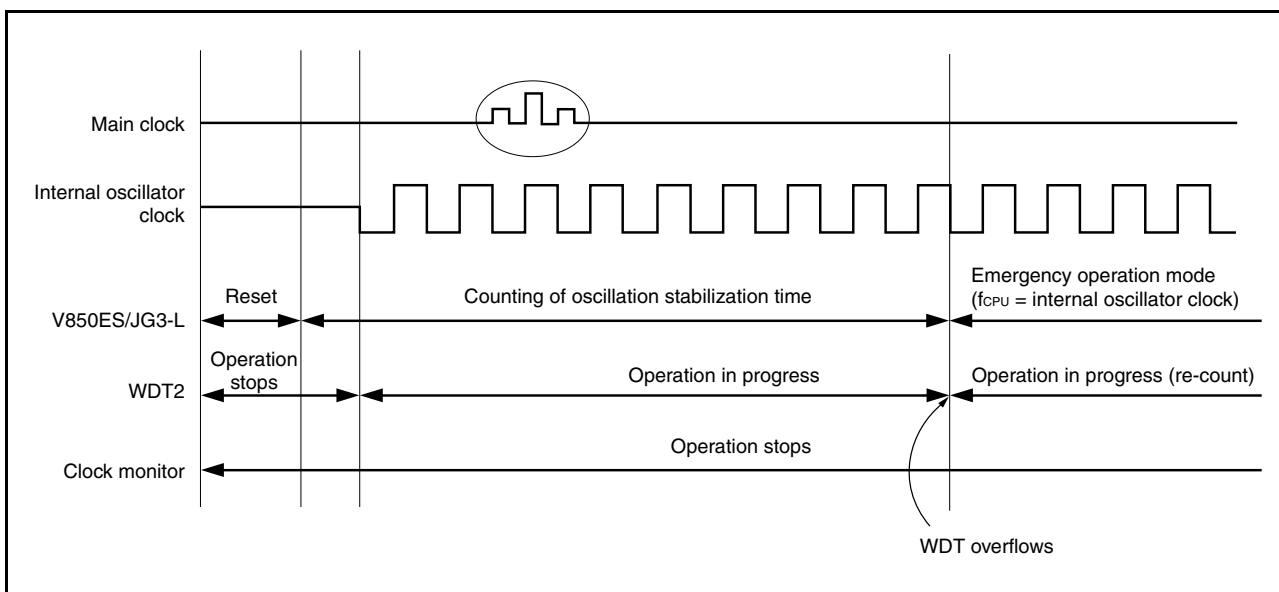 Main clock
Internal oscillator
clock
Reset
Counting of oscillation stabilization time
Emergency operation mode
(fCPU = internal oscillator clock)
V850ES/JG3-L
Operation
stops
Operation in progress
Operation in progress (re-count)
WDT2
Operation stops
Clock monitor
WDT overflows